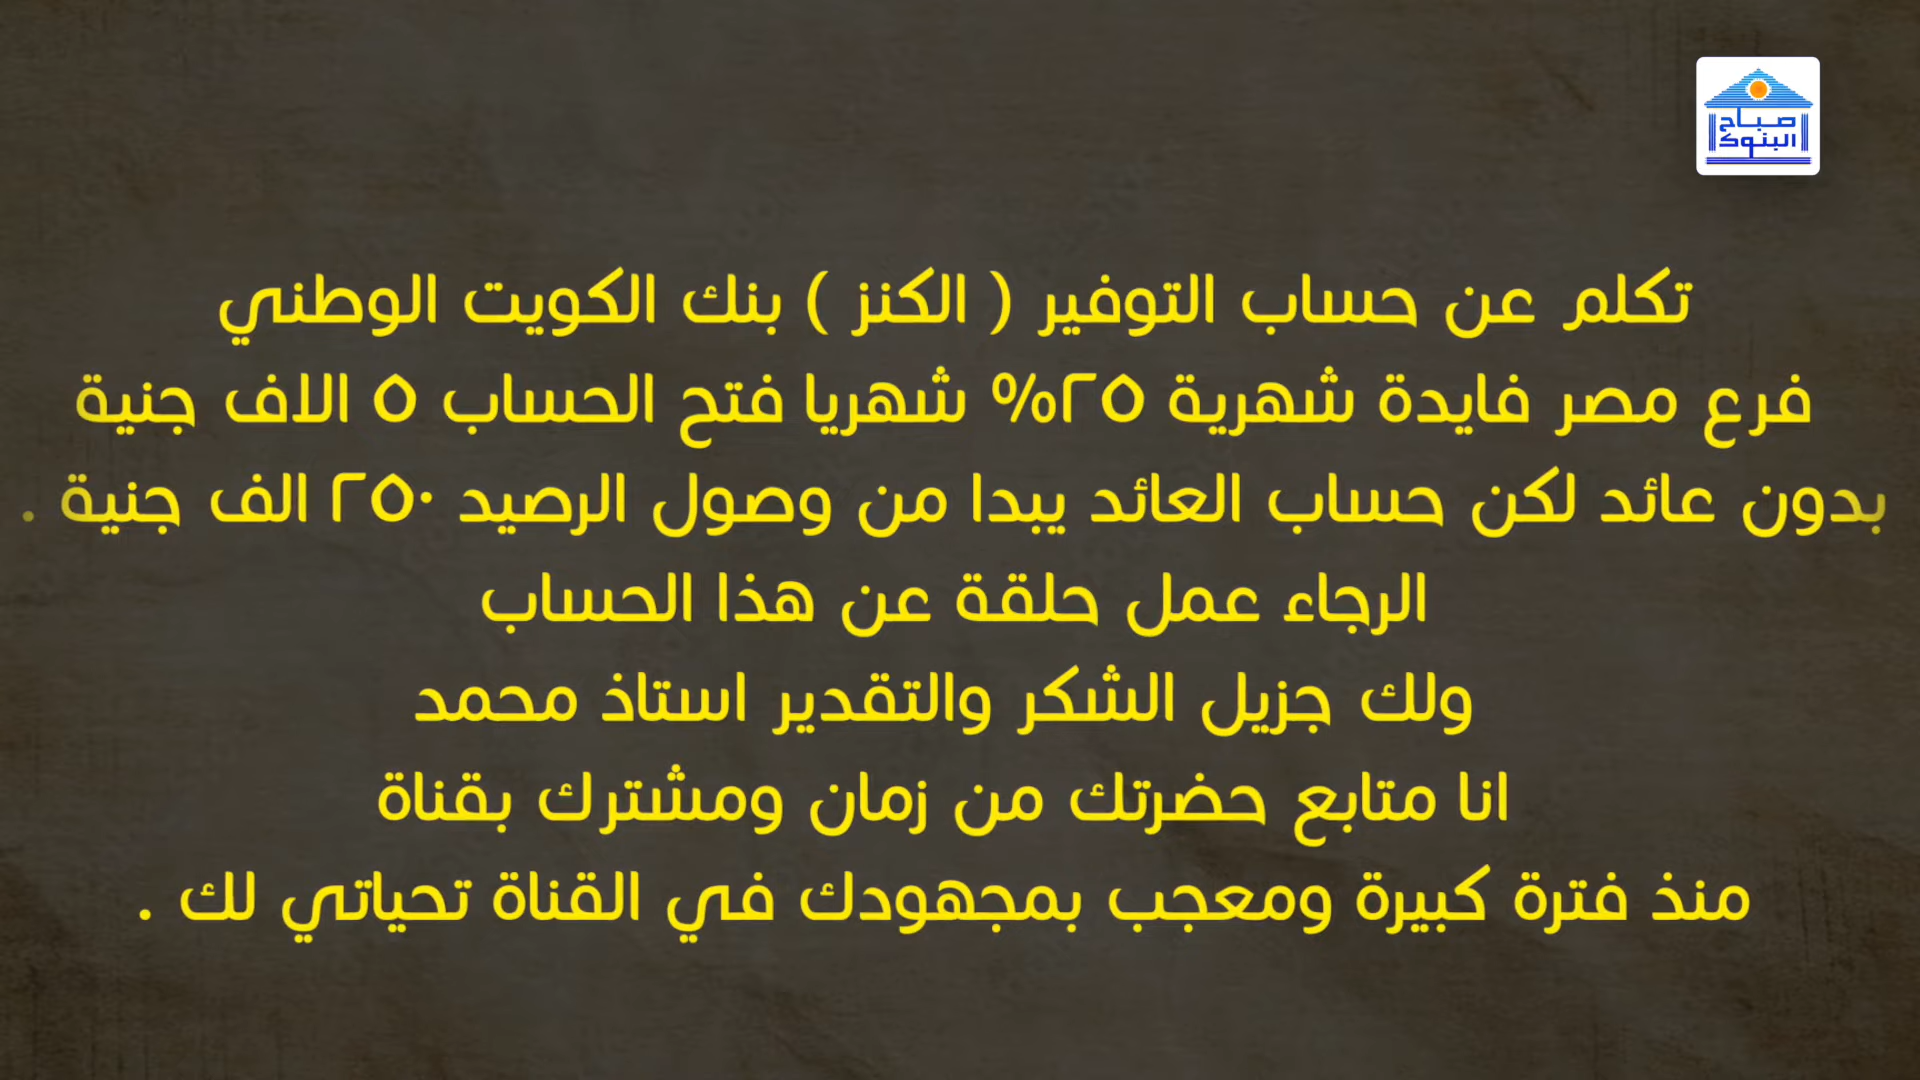 صباح
البنوك
تكلم عن حساب التوفير ( الكنز ) بنك الكويت الوطني
فرع مصر فايدة شهرية ٢٥% شهريا فتح الحساب ٥ الاف جنية
بدون عائد لكن حساب العائد يبدا من وصول الرصيد ٢٥٠ الف جنية .
الرجاء عمل حلقة عن هذا الحساب
ولك جزيل الشكر والتقدير استاذ محمد
انا متابع حضرتك من زمان ومشترك بقناة
منذ فترة كبيرة ومعجب بمجهودك في القناة تحياتي لك .